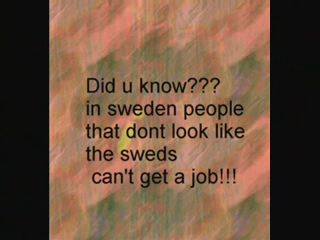 Did u know???
in sweden people
that dont look like
the sweds
can't get a job!!!